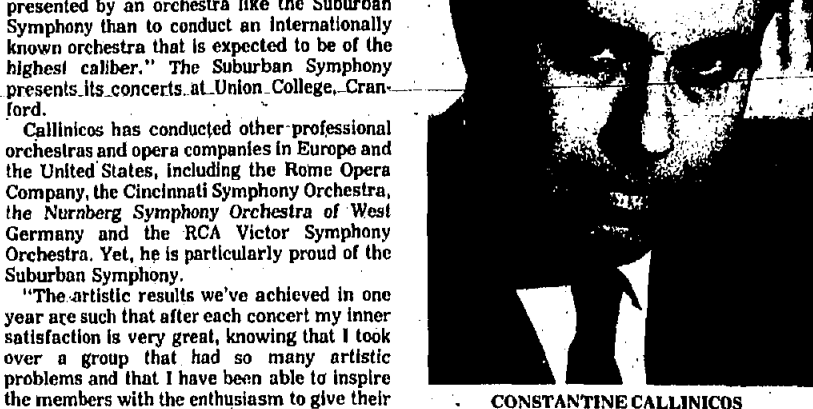 presented by an orchestra like the Suburban
Symphony than to conduct an internationally
known orchestra that is expected to be of the
highest caliber." The Suburban Symphony
presents its concerts at Union College, Cran-
ford.
Callinicos has conducted other professional
orchestras and opera companies in Europe and
the United States, including the Rome Opera
Company, the Cincinnati Symphony Orchestra,
the Nurnberg Symphony Orchestra of West
Germany and the RCA Victor Symphony
Orchestra. Yet, he is particularly proud of the
Suburban Symphony.
"The artistic results we've achieved in one
year are such that after each concert my inner
satisfaction is very great, knowing that I took
over a group that had so many artistic
problems and that I have been able to inspire
the members with the enthusiasm to give their
CONSTANTINE CALLINICOS